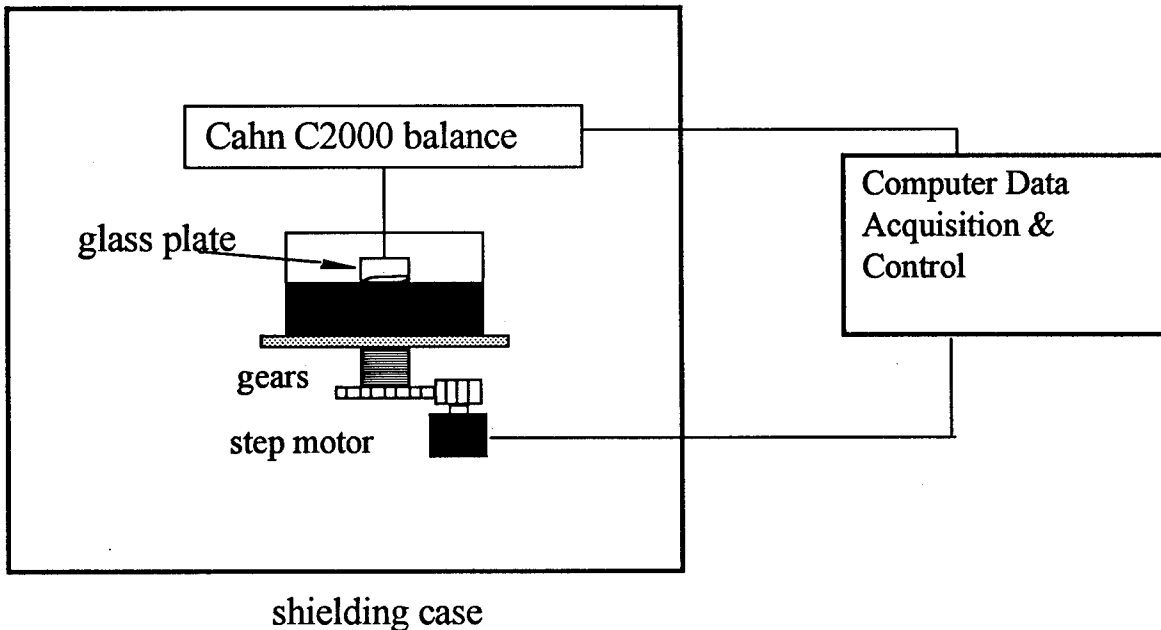 Cahn C2000 balance
Computer Data
Acquisition &
Control
glass plate
gears
step motor
shielding case